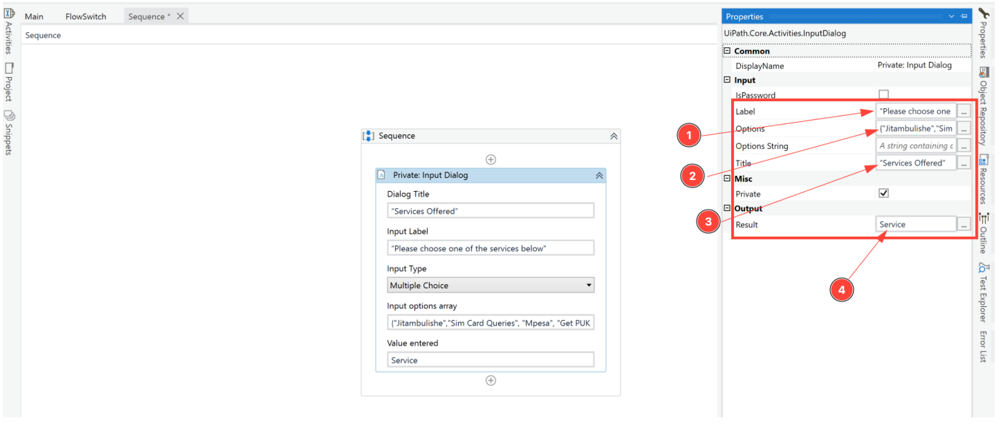 Activities
Project
Snippets
Main
FlowSwitch
Sequence *
Sequence
Sequence
Private: Input Dialog
Dialog Title
"Services Offered"
Input Label
"Please choose one of the services below"
Input Type
Multiple Choice
Input options array
{"Jitambulishe","Sim Card Queries", "Mpesa", "Get PUK
Value entered
Service
Properties
UiPath.Core.Activities.InputDialog
Common
DisplayName Private: Input Dialog
Input
IsPassword
Label "Please choose one ...
Options {"Jitambulishe","Sim ...
Options String A string containing c ...
Title "Services Offered" ...
Misc
Private
Output
Result Service ...
1
2
3
4
Properties
Object Repository
Resources
Outline
Test Explorer
Error List